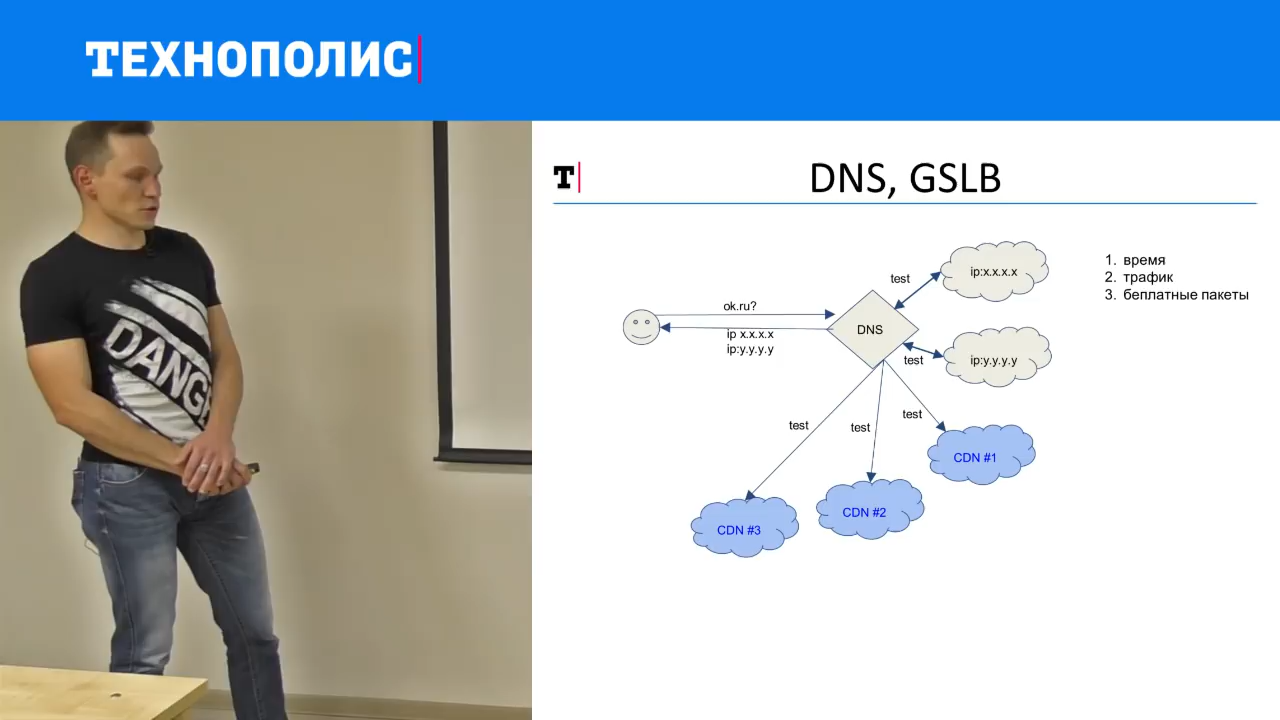 ТЕХНОПОЛИС
DANGE
Т
DNS, GSLB
ok.ru?
ip x.x.x.x
ip:y.y.y.y
DNS
test
ip:x.x.x.x
test
ip:y.y.y.y
test
test
test
CDN #1
CDN #2
CDN #3
1. время
2. трафик
3. беплатные пакеты